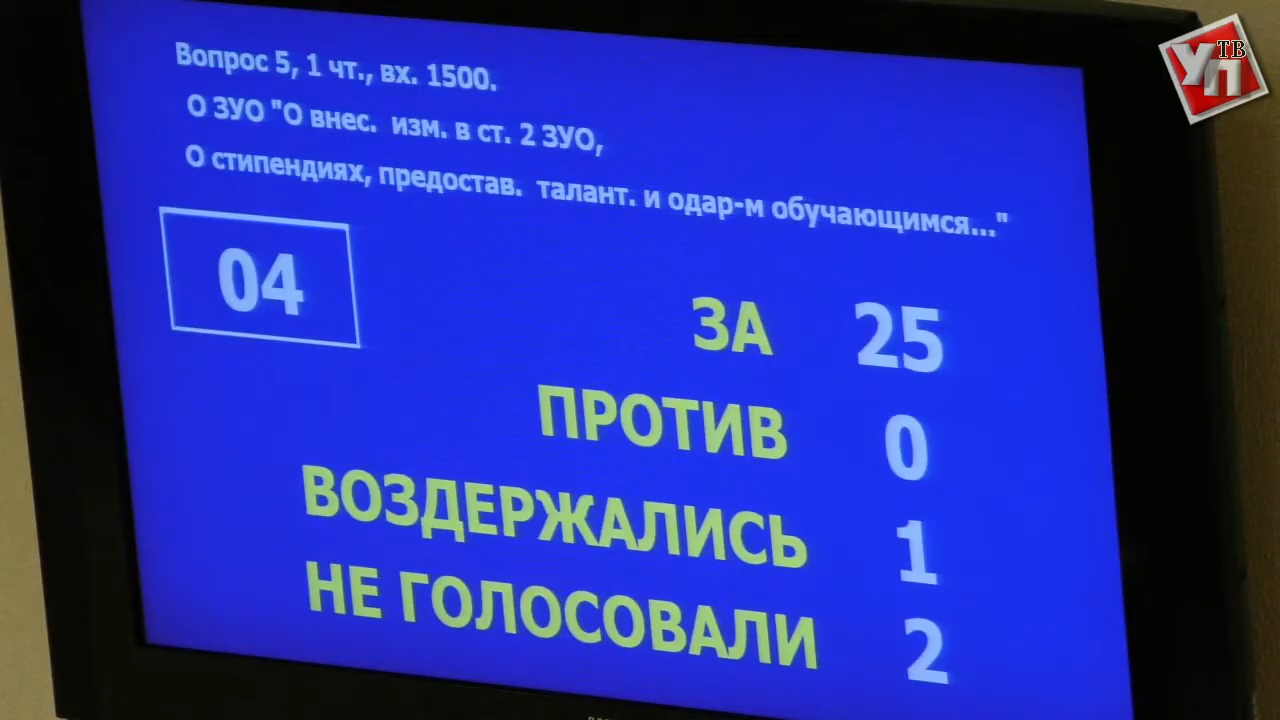 Вопрос 5, 1 чт., вх. 1500.
О ЗУО "О внес. изм. в ст. 2 ЗУО,
О стипендиях, предостав. талант. и одар-м обучающимся..."
04
ЗА 25
ПРОТИВ 0
ВОЗДЕРЖАЛИСЬ 1
НЕ ГОЛОСОВАЛИ 2
УП ТВ